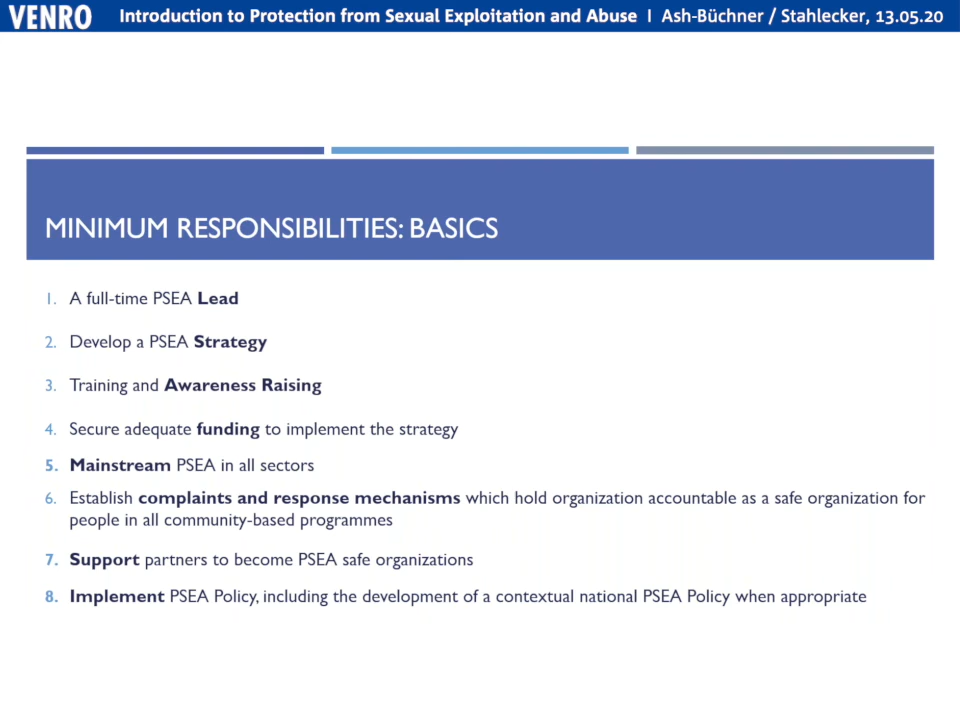 VENRO Introduction to Protection from Sexual Exploitation and Abuse I Ash-Büchner / Stahlecker, 13.05.20
MINIMUM RESPONSIBILITIES: BASICS
1. A full-time PSEA Lead
2. Develop a PSEA Strategy
3. Training and Awareness Raising
4. Secure adequate funding to implement the strategy
5. Mainstream PSEA in all sectors
6. Establish complaints and response mechanisms which hold organization accountable as a safe organization for
people in all community-based programmes
7. Support partners to become PSEA safe organizations
8. Implement PSEA Policy, including the development of a contextual national PSEA Policy when appropriate